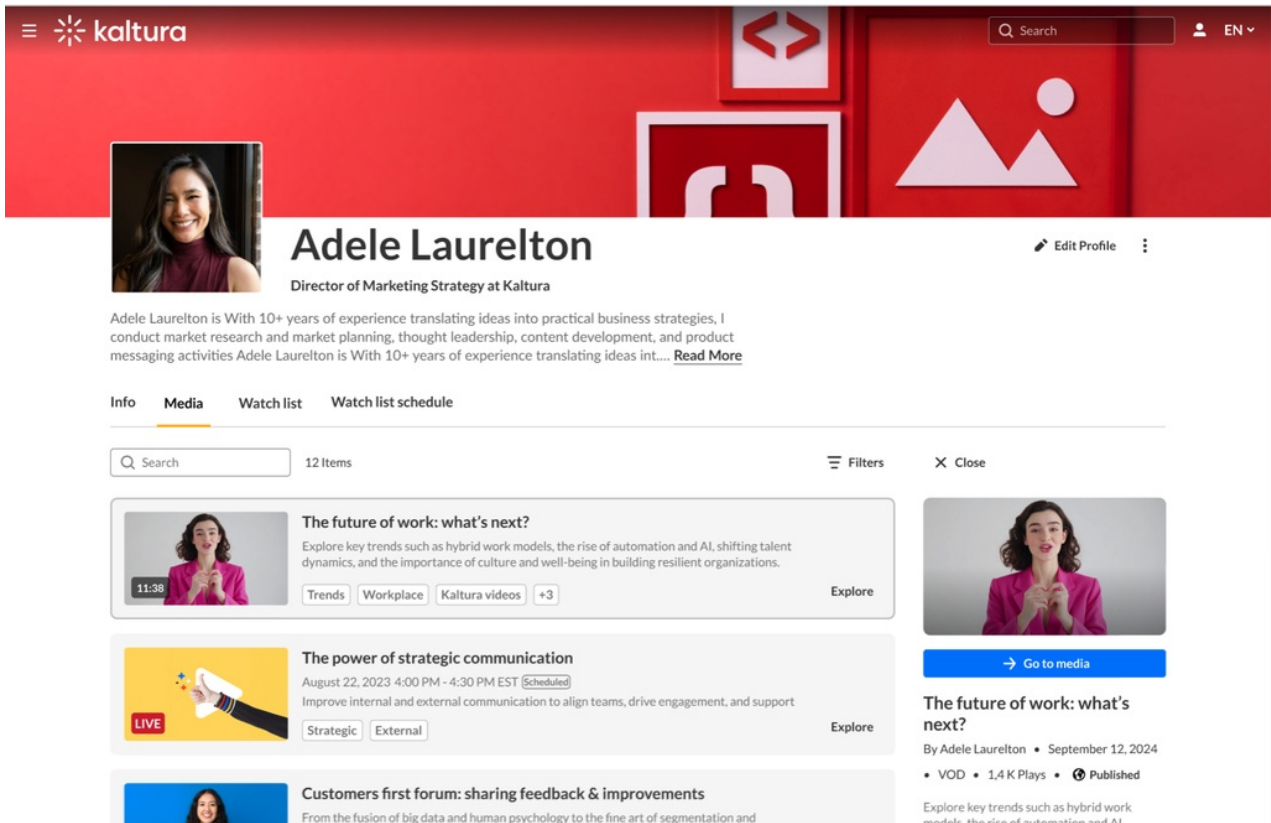 kaltura
Search
EN
Adele Laurelton
Edit Profile
Director of Marketing Strategy at Kaltura
Adele Laurelton is With 10+ years of experience translating ideas into practical business strategies, I
conduct market research and market planning, thought leadership, content development, and product
messaging activities Adele Laurelton is With 10+ years of experience translating ideas int.... Read More
Info Media Watch list Watch list schedule
Search
12 Items
Filters
Close
The future of work: what's next?
Explore key trends such as hybrid work models, the rise of automation and AI, shifting talent
dynamics, and the importance of culture and well-being in building resilient organizations.
11:38
Trends Workplace Kaltura videos +3
Explore
The power of strategic communication
August 22, 2023 4:00 PM - 4:30 PM EST Scheduled
Improve internal and external communication to align teams, drive engagement, and support
LIVE
Strategic External
Explore
Customers first forum: sharing feedback & improvements
From the fusion of big data and human psychology to the fine art of segmentation and
Go to media
The future of work: what's
next?
By Adele Laurelton • September 12, 2024
• VOD • 1,4 K Plays • Published
Explore key trends such as hybrid work
models, the rise of automation and AI